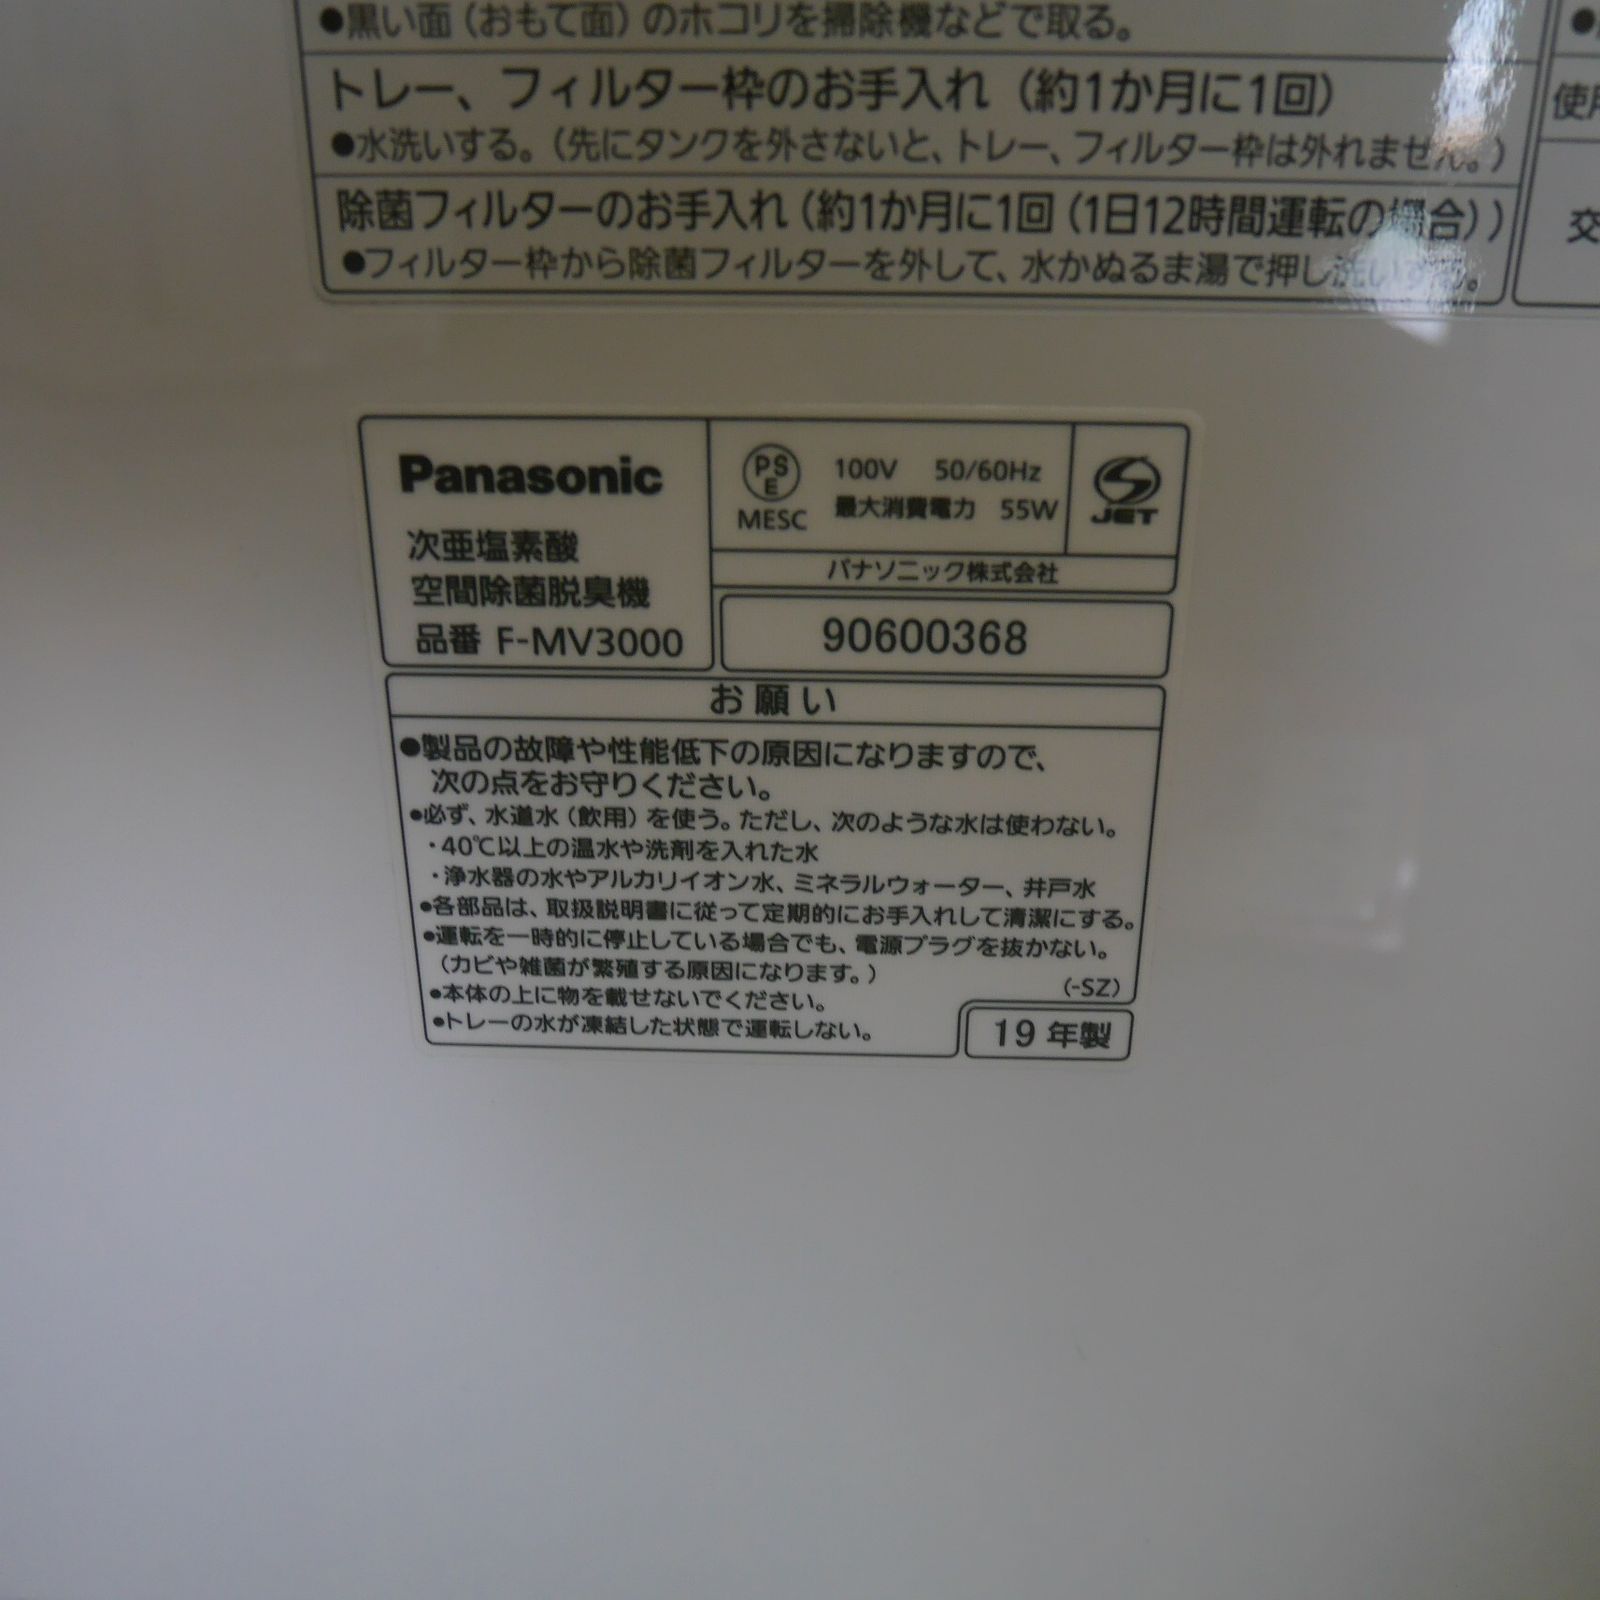 ●黒い面（おもて面）のホコリを掃除機などで取る。
トレー、フィルター枠のお手入れ（約1か月に1回）
●水洗いする。（先にタンクを外さないと、トレー、フィルター枠は外れません。）
除菌フィルターのお手入れ（約1か月に1回（1日12時間運転の場合））
●フィルター枠から除菌フィルターを外して、水かぬるま湯で押し洗いする。
使用
交
Panasonic
次亜塩素酸
空間除菌脱臭機
品番 F-MV3000
PSE
MESC
100V 50/60Hz
最大消費電力 55W
JET
パナソニック株式会社
90600368
お願い
●製品の故障や性能低下の原因になりますので、
次の点をお守りください。
●必ず、水道水（飲用）を使う。ただし、次のような水は使わない。
・40℃以上の温水や洗剤を入れた水
・浄水器の水やアルカリイオン水、ミネラルウォーター、井戸水
●各部品は、取扱説明書に従って定期的にお手入れして清潔にする。
●運転を一時的に停止している場合でも、電源プラグを抜かない。
（カビや雑菌が繁殖する原因になります。）
●本体の上に物を載せないでください。
●トレーの水が凍結した状態で運転しない。
(-SZ)
19年製